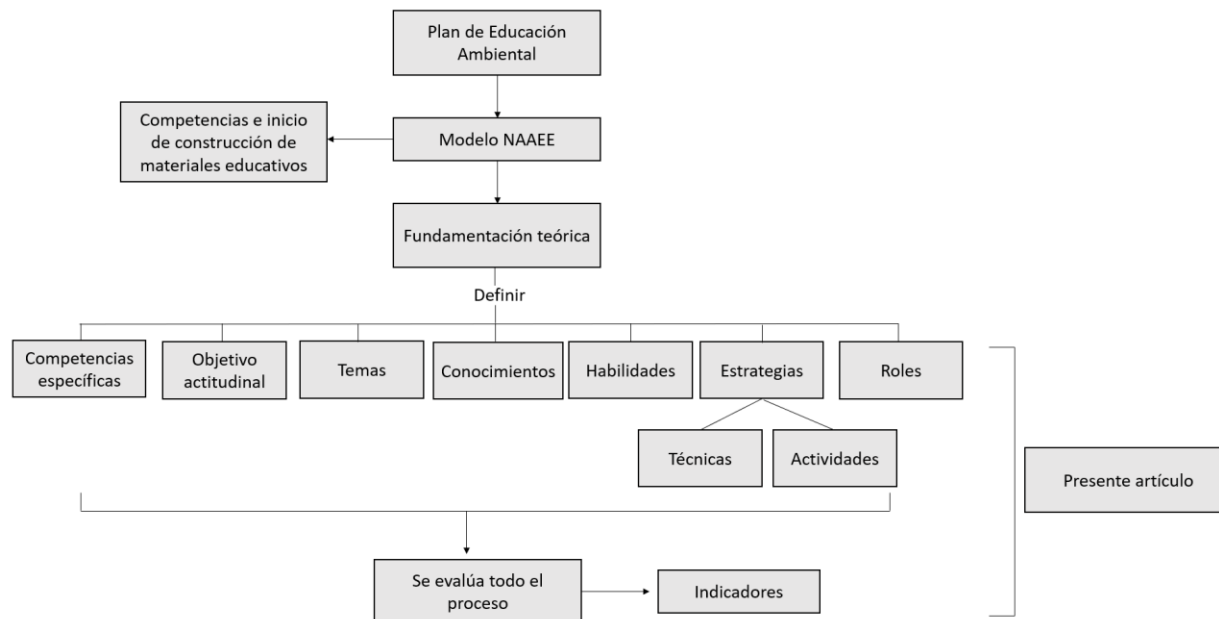 Plan de Educación
Ambiental
Competencias e inicio
de construcción de
materiales educativos
Modelo NAAEE
Fundamentación teórica
Definir
Competencias
específicas
Objetivo
actitudinal
Temas
Conocimientos
Habilidades
Estrategias
Roles
Técnicas
Actividades
Presente artículo
Se evalúa todo el
proceso
Indicadores